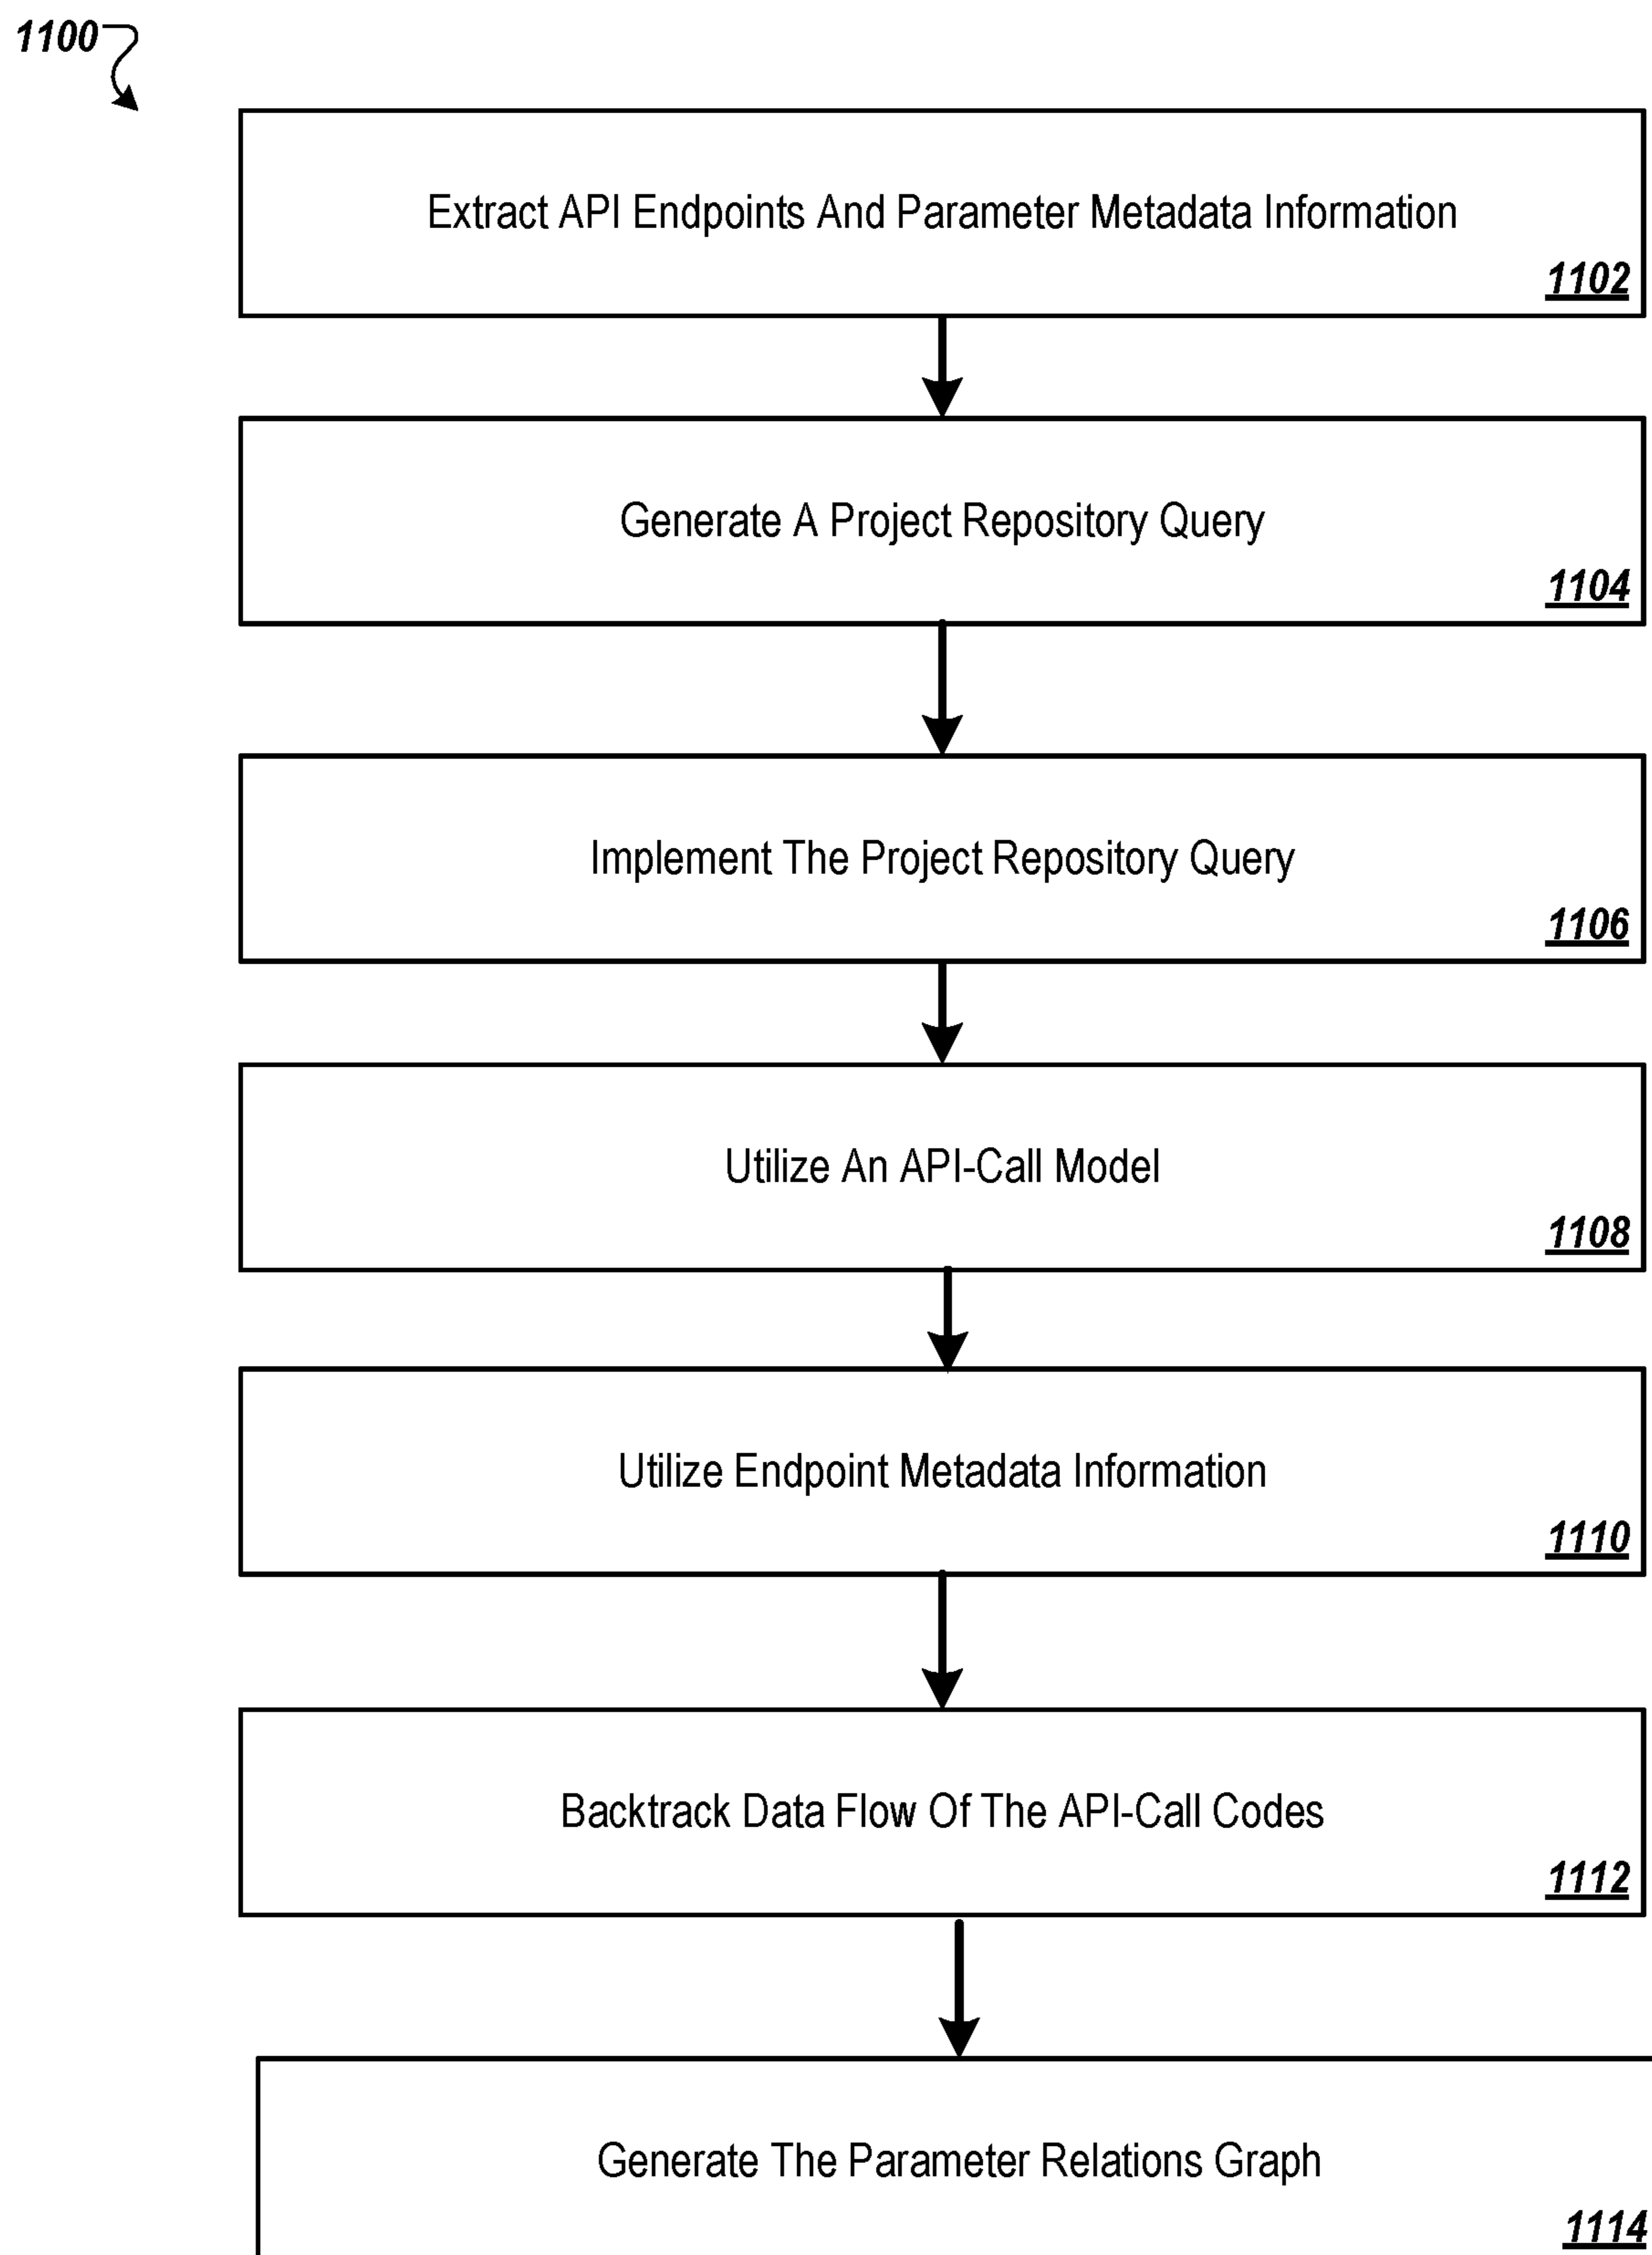 1100
Extract API Endpoints And Parameter Metadata Information
1102
Generate A Project Repository Query
1104
Implement The Project Repository Query
1106
Utilize An API-Call Model
1108
Utilize Endpoint Metadata Information
1110
Backtrack Data Flow Of The API-Call Codes
1112
Generate The Parameter Relations Graph
1114